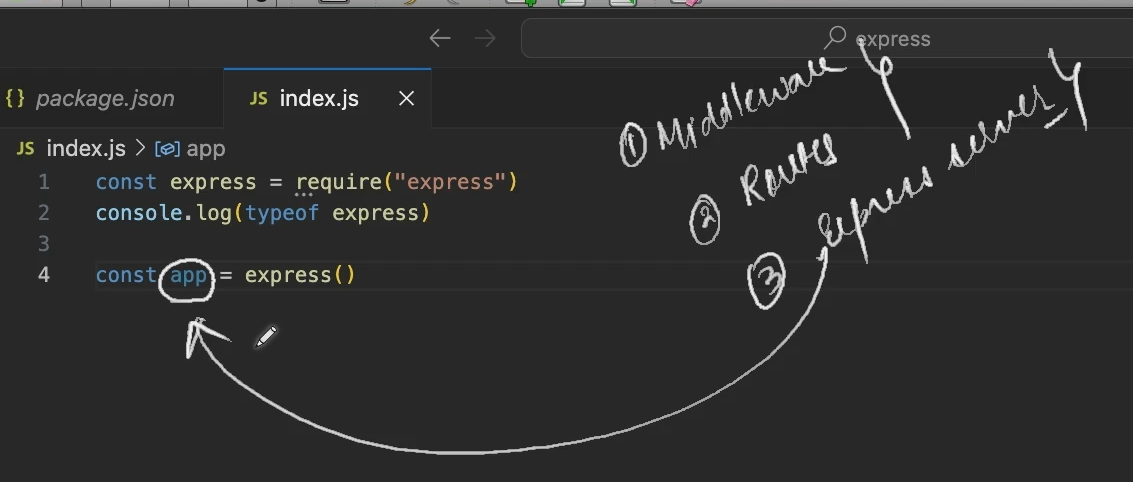 express
package.json
JS index.js
JS index.js > app
1 const express = require("express")
2 console.log(typeof express)
3
4 const app = express()
① Middleware
② Routes
③ Express server